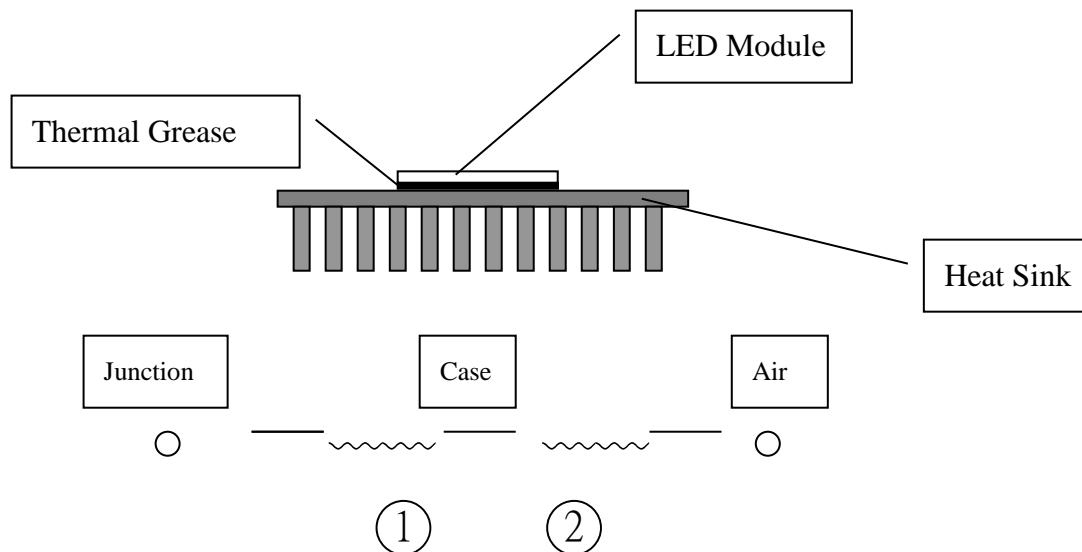 LED Module
Thermal Grease
Heat Sink
Junction
Case
Air
1
2